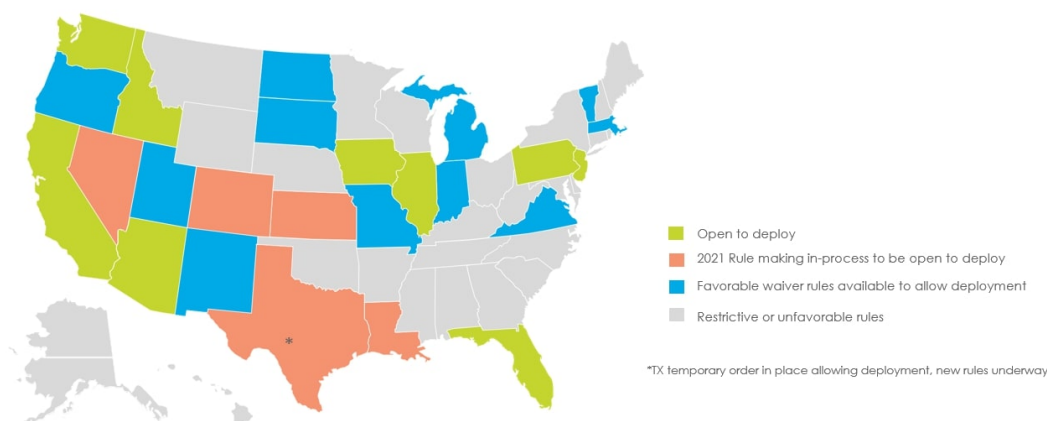 Open to deploy
2021 Rule making in-process to be open to deploy
Favorable waiver rules available to allow deployment
Restrictive or unfavorable rules
*
*TX temporary order in place allowing deployment, new rules underway